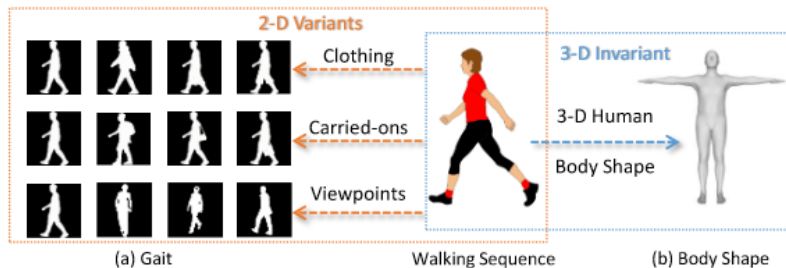 2-D Variants
Clothing
3-D Invariant
3-D Human
Carried-ons
Body Shape
Viewpoints
(a) Gait
Walking Sequence
(b) Body Shape